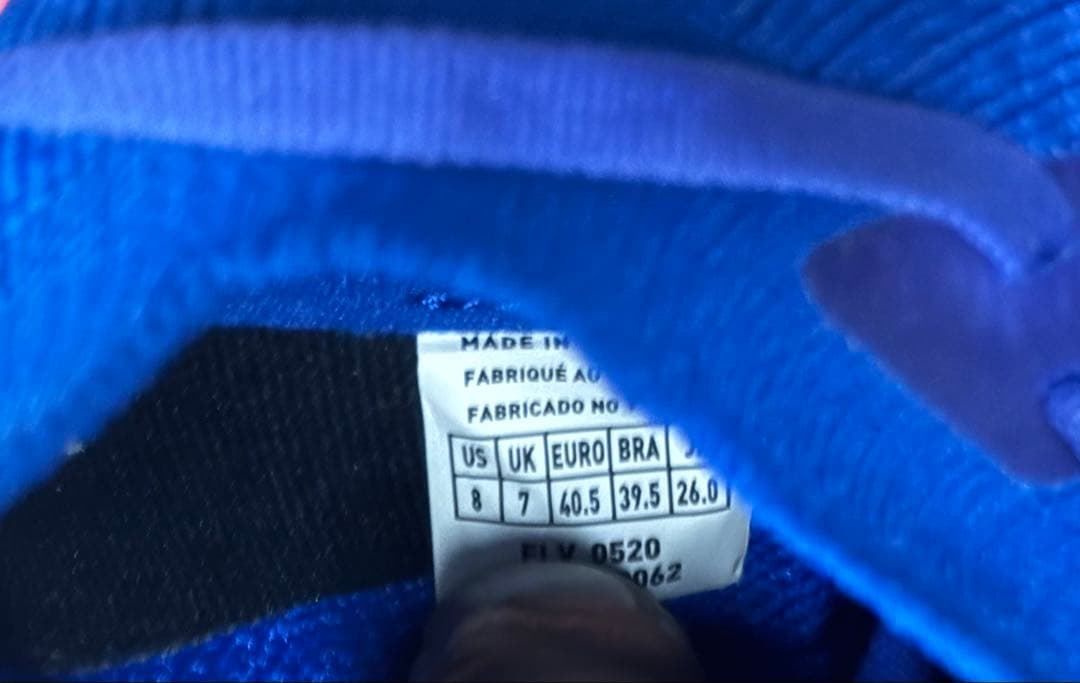 MADE IN
FABRIQUÉ AU
FABRICADO NO
US UK EURO BRA
8 7 40.5 39.5 26.0
0520
062